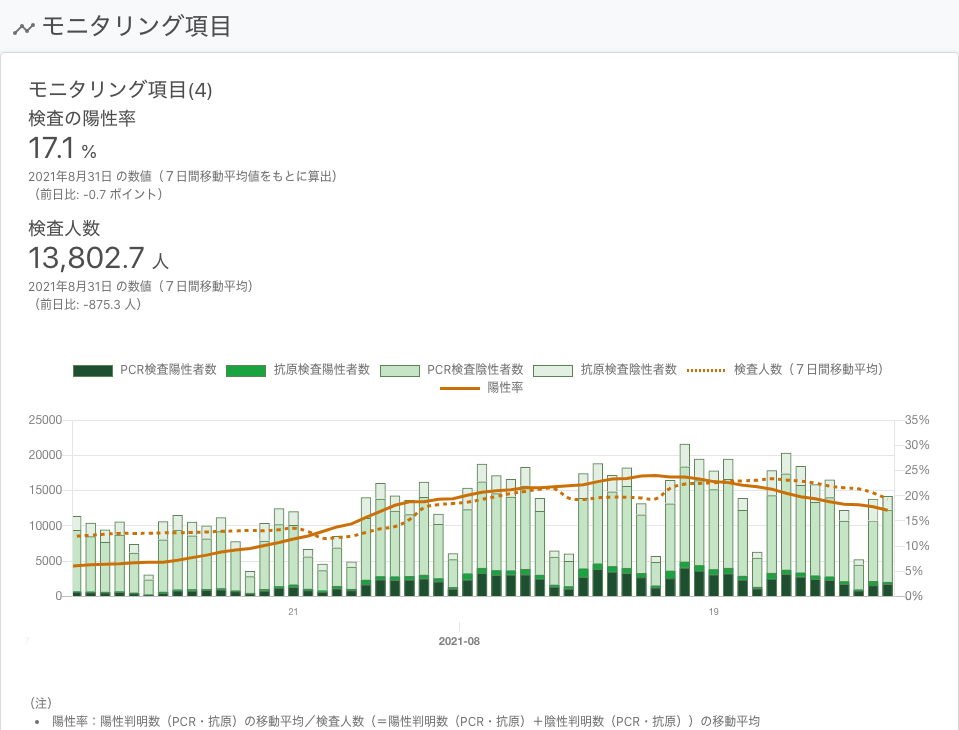 モニタリング項目
モニタリング項目(4)
検査の陽性率
17.1 %
2021年8月31日 の数値（７日間移動平均値をもとに算出）
（前日比: -0.7 ポイント）
検査人数
13,802.7 人
2021年8月31日 の数値（７日間移動平均）
（前日比: -875.3 人）
PCR検査陽性者数 抗原検査陽性者数 PCR検査陰性者数 抗原検査陰性者数 検査人数（７日間移動平均）
陽性率
25000 35%
30%
20000
25%
15000 20%
15%
10000
10%
5000 5%
0 0%
21 19
2021-08
（注）
• 陽性率：陽性判明数（PCR・抗原）の移動平均／検査人数（＝陽性判明数（PCR・抗原）＋陰性判明数（PCR・抗原））の移動平均